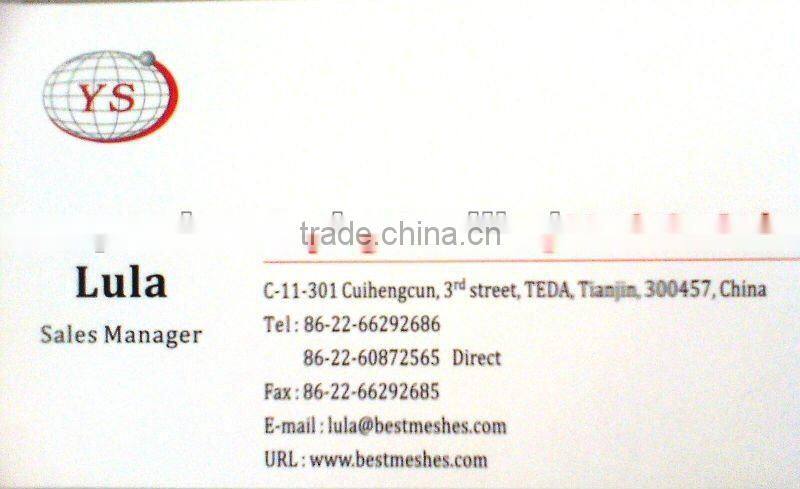 YS
trade.china.cn
Lula
Sales Manager
C-11-301 Cuihengcun, 3rd street, TEDA, Tianjin, 300457, China
Tel : 86-22-66292686
86-22-60872565 Direct
Fax : 86-22-66292685
E-mail : lula@bestmeshes.com
URL : www.bestmeshes.com